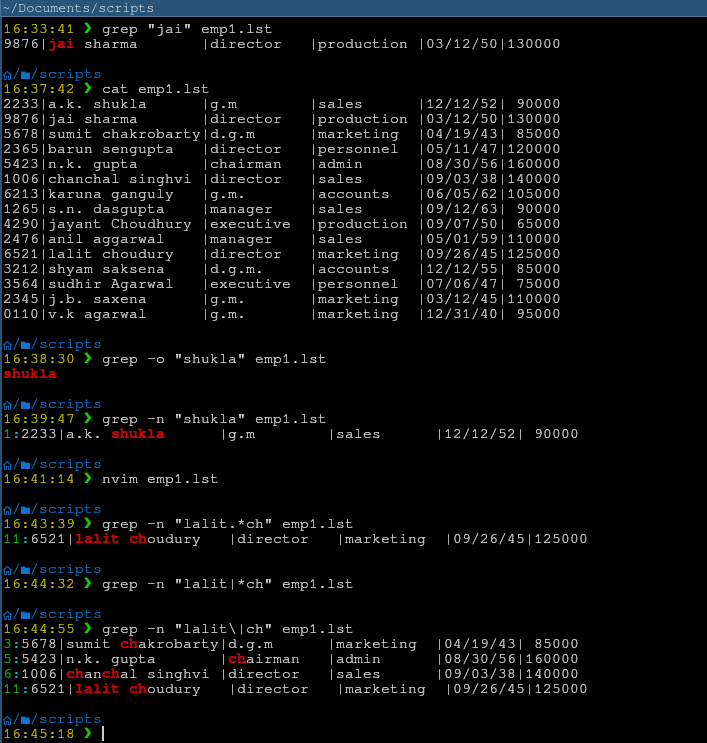 ~/Documents/scripts
16:33:41 ❯ grep "jai" emp1.lst
9876|jai sharma      |director   |production |03/12/50|130000
~/scripts
16:37:42 ❯ cat emp1.lst
2233|a.k. shukla      |g.m        |sales      |12/12/52| 90000
9876|jai sharma       |director   |production |03/12/50|130000
5678|sumit chakrobarty|d.g.m      |marketing  |04/19/43| 85000
2365|barun sengupta   |director   |personnel  |05/11/47|120000
5423|n.k. gupta       |chairman   |admin      |08/30/56|160000
1006|chanchal singhvi |director   |sales      |09/03/38|140000
6213|karuna ganguly   |g.m.       |accounts   |06/05/62|105000
1265|s.n. dasgupta    |manager    |sales      |09/12/63| 90000
4290|jayant Choudhury |executive  |production |09/07/50| 65000
2476|anil aggarwal    |manager    |sales      |05/01/59|110000
6521|lalit choudury   |director   |marketing  |09/26/45|125000
3212|shyam saksena    |d.g.m.     |accounts   |12/12/55| 85000
3564|sudhir Agarwal   |executive  |personnel  |07/06/47| 75000
2345|j.b. saxena      |g.m.       |marketing  |03/12/45|110000
0110|v.k agarwal      |g.m.       |marketing  |12/31/40| 95000
/scripts
16:38:30 ❯ grep -o "shukla" emp1.lst
shukla
/scripts
16:39:47 ❯ grep -n "shukla" emp1.lst
1:2233|a.k. shukla      |g.m        |sales      |12/12/52| 90000
/scripts
16:41:14 ❯ nvim emp1.lst
/scripts
16:43:39 ❯ grep -n "lalit.*ch" emp1.lst
11:6521|lalit choudury   |director   |marketing  |09/26/45|125000
/scripts
16:44:32 ❯ grep -n "lalit|*ch" emp1.lst
/scripts
16:44:55 ❯ grep -n "lalit\|ch" emp1.lst
3:5678|sumit chakrobarty|d.g.m      |marketing  |04/19/43| 85000
5:5423|n.k. gupta       |chairman   |admin      |08/30/56|160000
6:1006|chanchal singhvi |director   |sales      |09/03/38|140000
11:6521|lalit choudury   |director   |marketing  |09/26/45|125000
/scripts
16:45:18 ❯